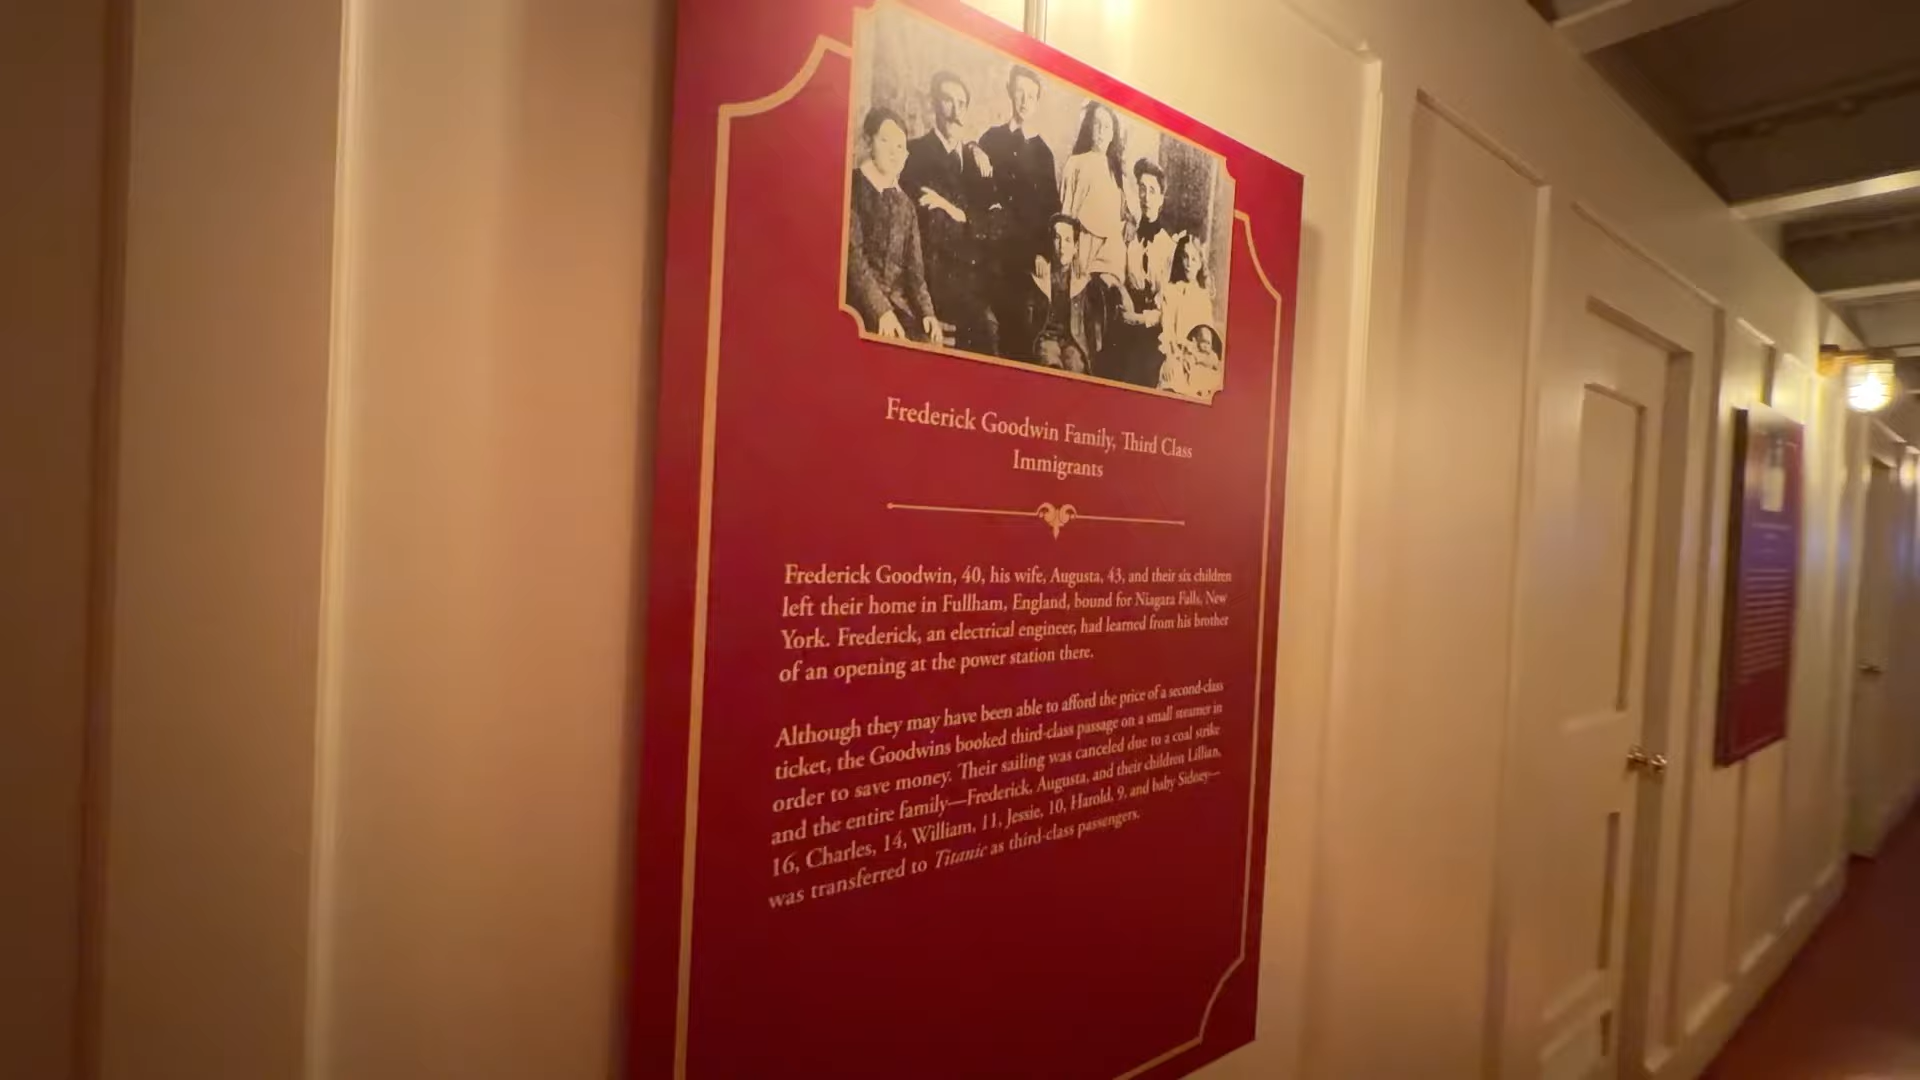 Frederick Goodwin Family, Third Class
Immigrants
Frederick Goodwin, 40, his wife, Augusta, 43, and their six children
left their home in Fullham, England, bound for Niagara Falls, New
York. Frederick, an electrical engineer, had learned from his brother
of an opening at the power station there.
Although they may have been able to afford the price of a second-class
ticket, the Goodwins booked third-class passage on a small steamer in
order to save money. Their sailing was canceled due to a coal strike
and the entire family—Frederick, Augusta, and their children Lillian,
16, Charles, 14, William, 11, Jessie, 10, Harold, 9, and baby Sidney—
was transferred to Titanic as third-class passengers.